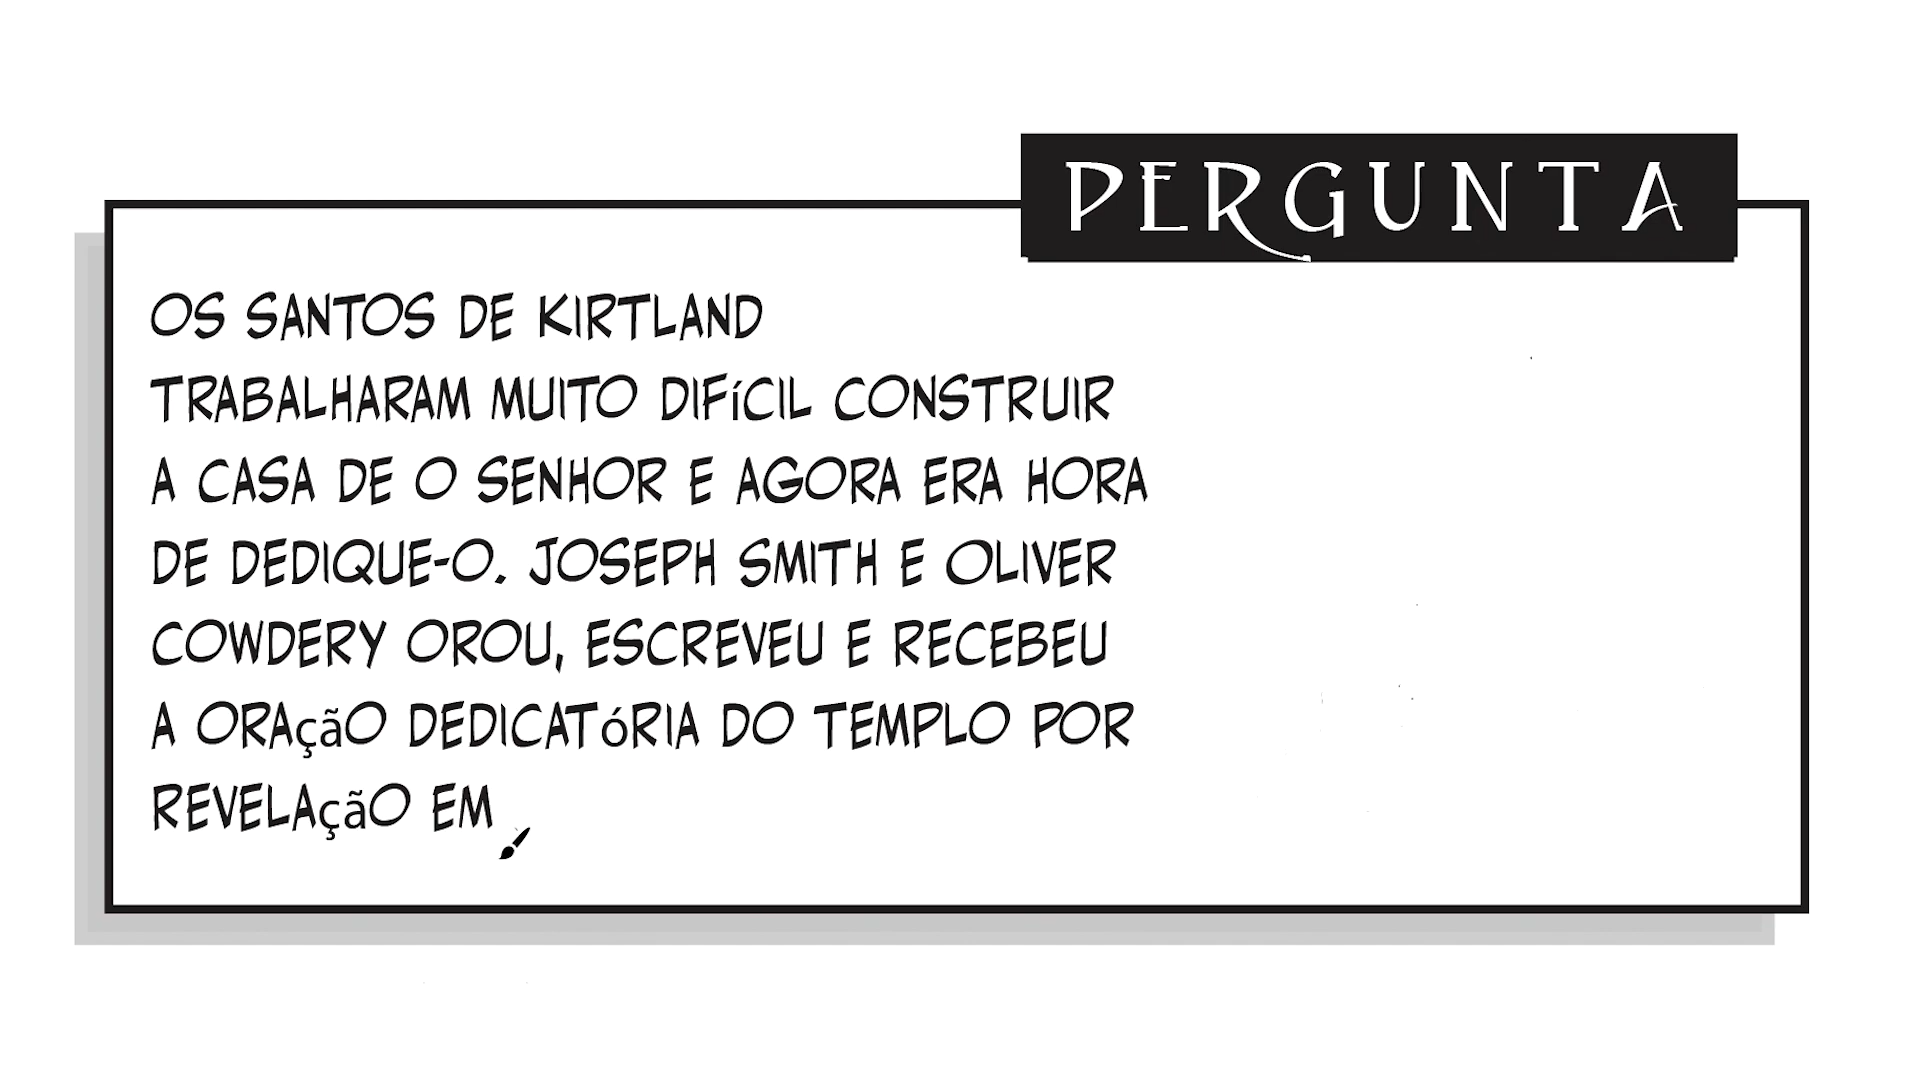 PERGUNTA
OS SANTOS DE KIRTLAND
TRABALHARAM MUITO DIFíCIL CONSTRUIR
A CASA DE O SENHOR E AGORA ERA HORA
DE DEDIQUE-O. JOSEPH SMITH E OLIVER
COWDERY OROU, ESCREVEU E RECEBEU
A ORAçãO DEDICATóRIA DO TEMPLO POR
REVELAçãO EM